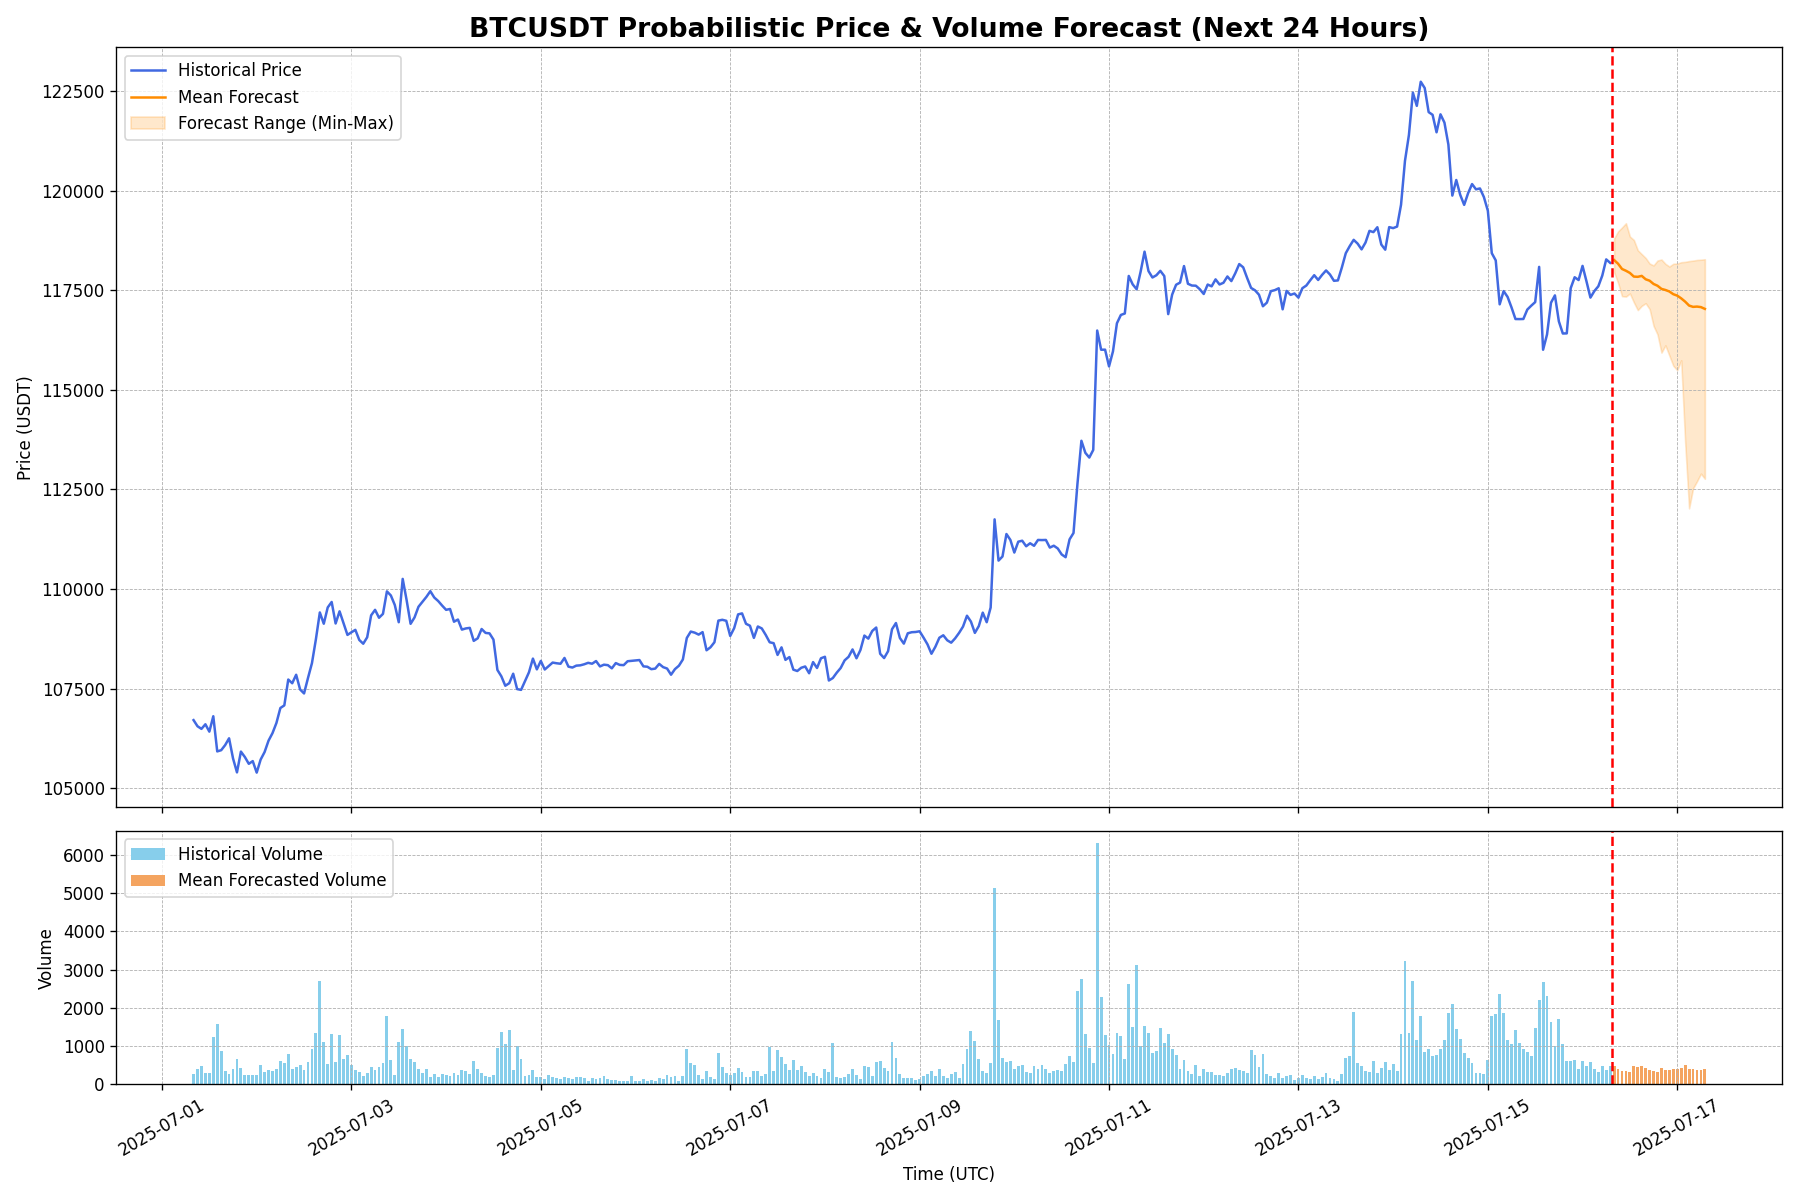 BTCUSDT Probabilistic Price & Volume Forecast (Next 24 Hours)
Historical Price
Mean Forecast
Forecast Range (Min-Max)
122500
120000
117500
115000
112500
110000
107500
105000
Price (USDT)
Historical Volume
Mean Forecasted Volume
6000
5000
4000
3000
2000
1000
0
Volume
2025-07-01
2025-07-03
2025-07-05
2025-07-07
2025-07-09
2025-07-11
2025-07-13
2025-07-15
2025-07-17
Time (UTC)